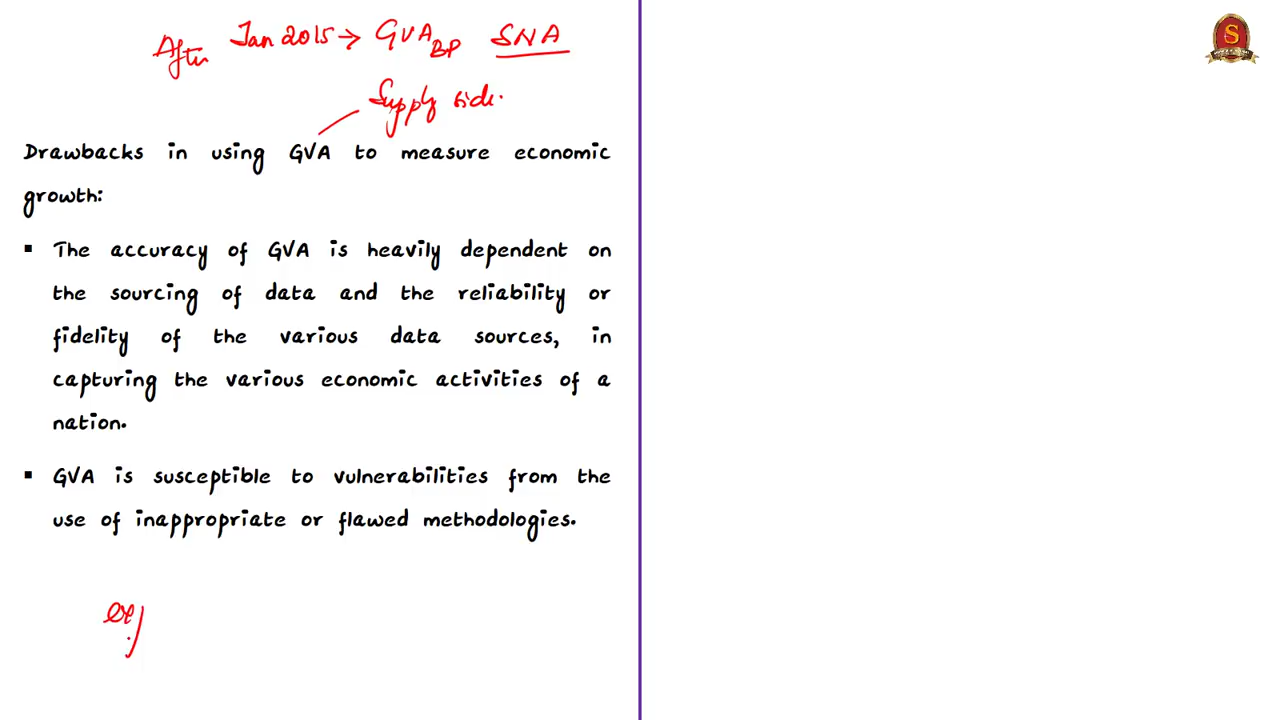 After Jan 2015 → GVA BP SNA
Supply side.
Drawbacks in using GVA to measure economic
growth:
▪ The accuracy of GVA is heavily dependent on
the sourcing of data and the reliability or
fidelity of the various data sources, in
capturing the various economic activities of a
nation.
▪ GVA is susceptible to vulnerabilities from the
use of inappropriate or flawed methodologies.
S